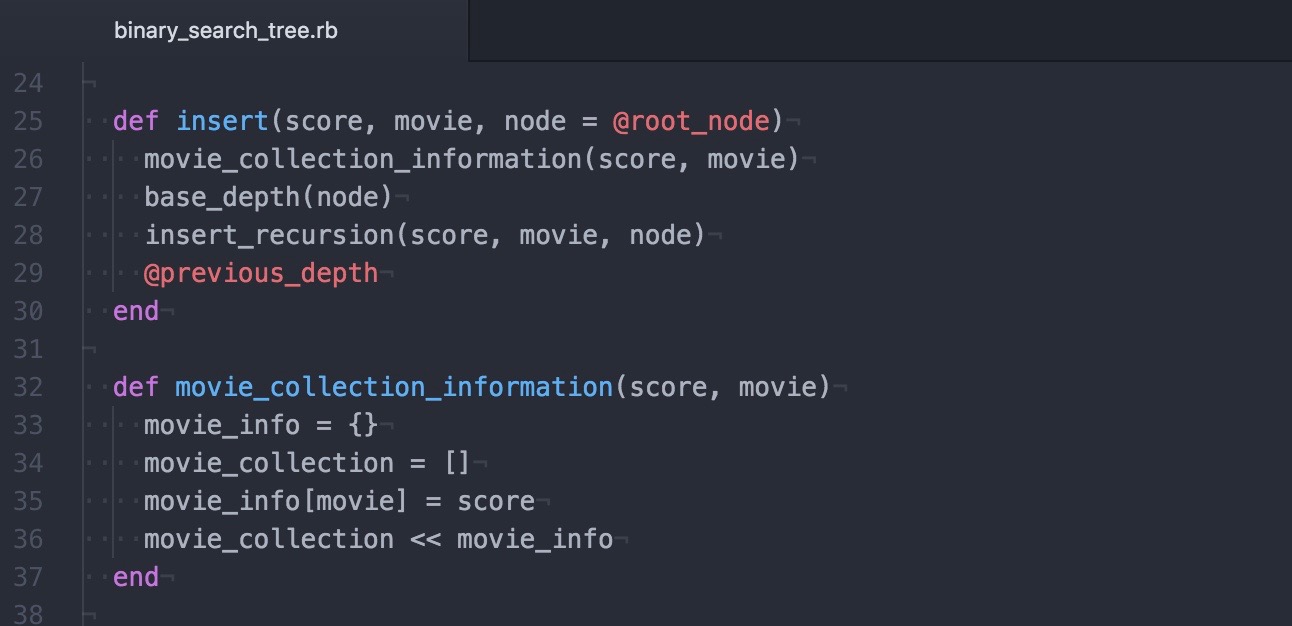 binary_search_tree.rb
24
25 def insert(score, movie, node = @root_node)
26 movie_collection_information(score, movie)
27 base_depth(node)
28 insert_recursion(score, movie, node)
29 @previous_depth
30 end
31
32 def movie_collection_information(score, movie)
33 movie_info = {}
34 movie_collection = []
35 movie_info[movie] = score
36 movie_collection << movie_info
37 end
38